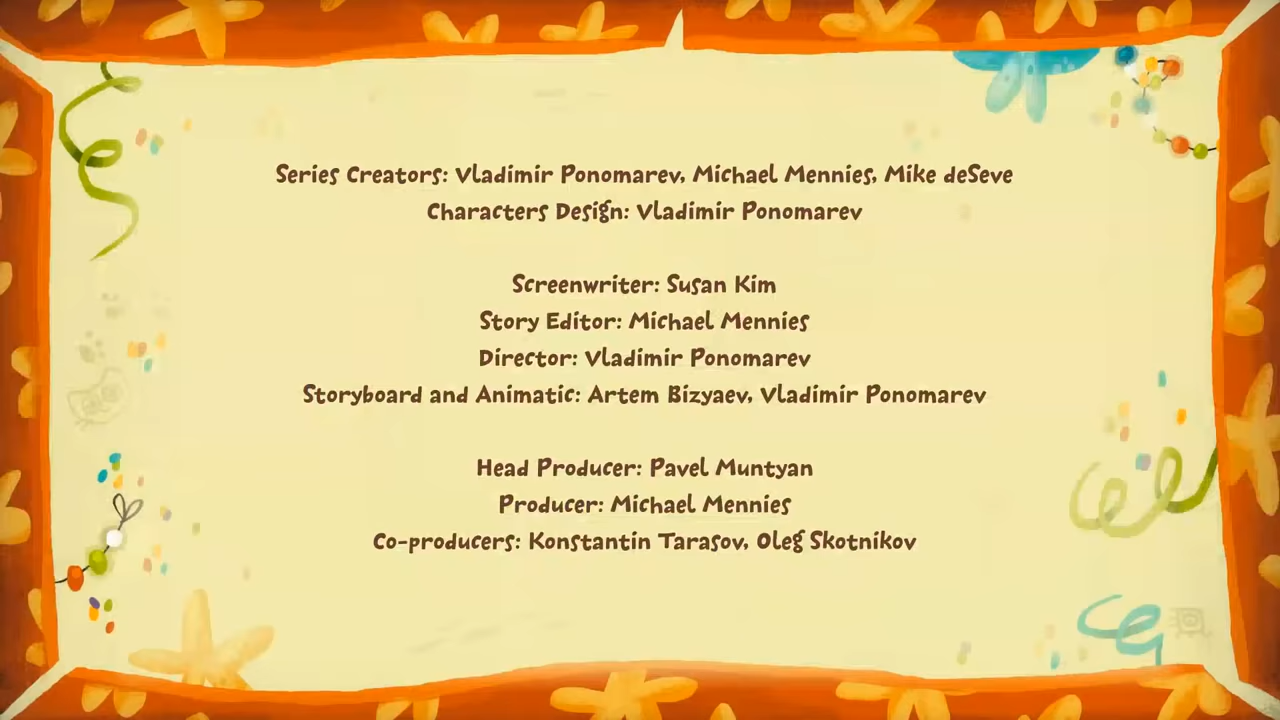 Series Creators: Vladimir Ponomarev, Michael Mennies, Mike deSeve
Characters Design: Vladimir Ponomarev
Screenwriter: Susan Kim
Story Editor: Michael Mennies
Director: Vladimir Ponomarev
Storyboard and Animatic: Artem Bizyaev, Vladimir Ponomarev
Head Producer: Pavel Muntyan
Producer: Michael Mennies
Co-producers: Konstantin Tarasov, Oleg Skotnikov